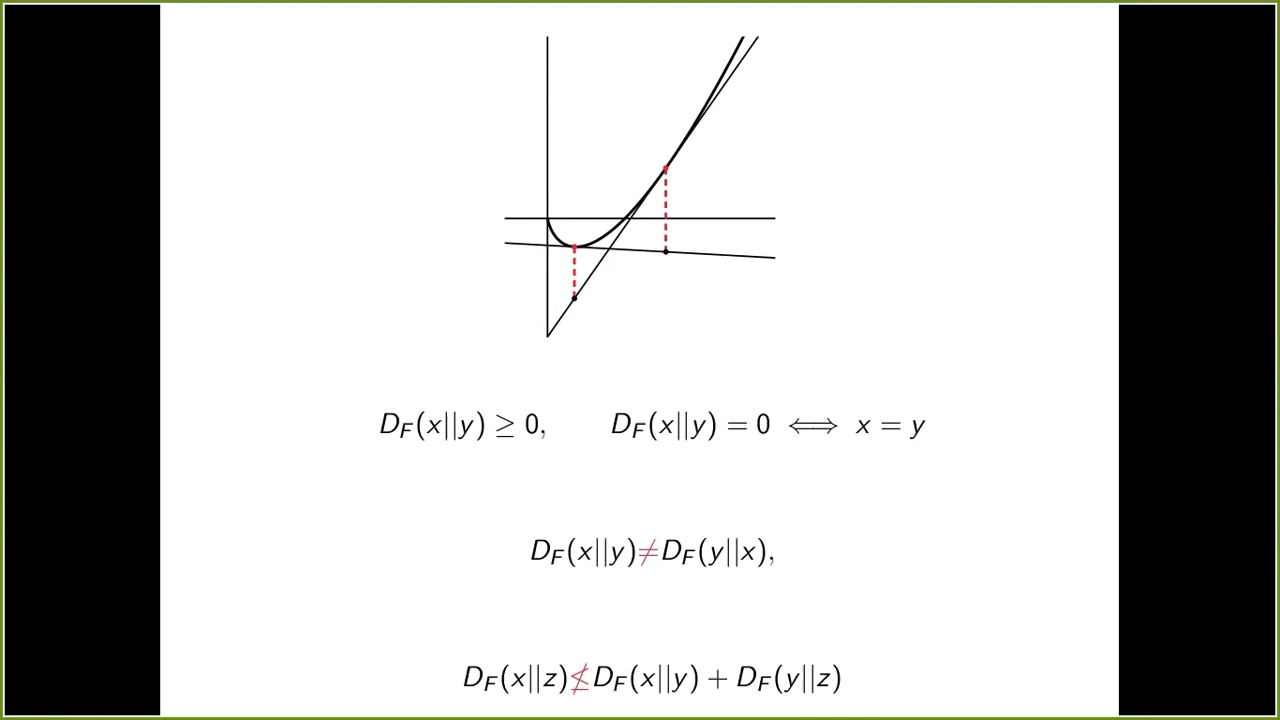 D_F(x||y) ≥ 0, D_F(x||y) = 0 ⟺ x = y
D_F(x||y)≠D_F(y||x),
D_F(x||z)≰D_F(x||y) + D_F(y||z)